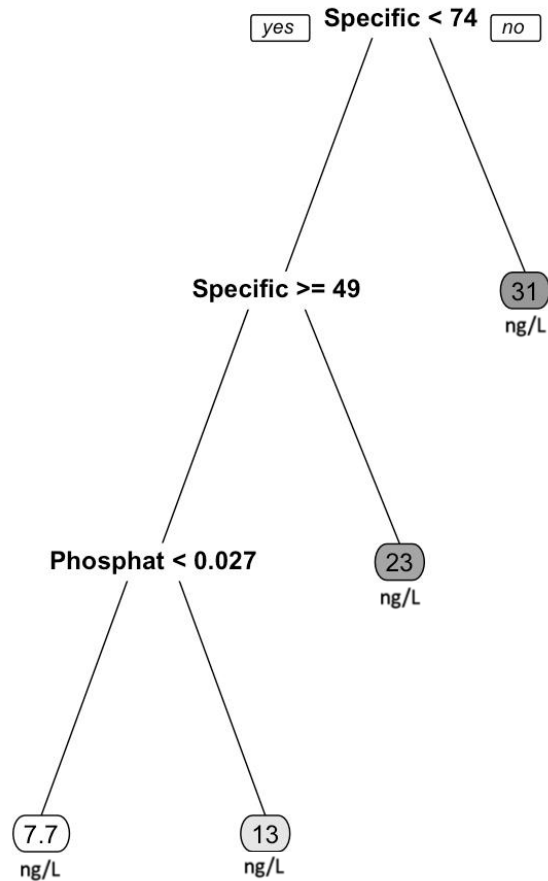 yes Specific < 74 no
Specific >= 49
31
ng/L
Phosphat < 0.027
23
ng/L
7.7
ng/L
13
ng/L